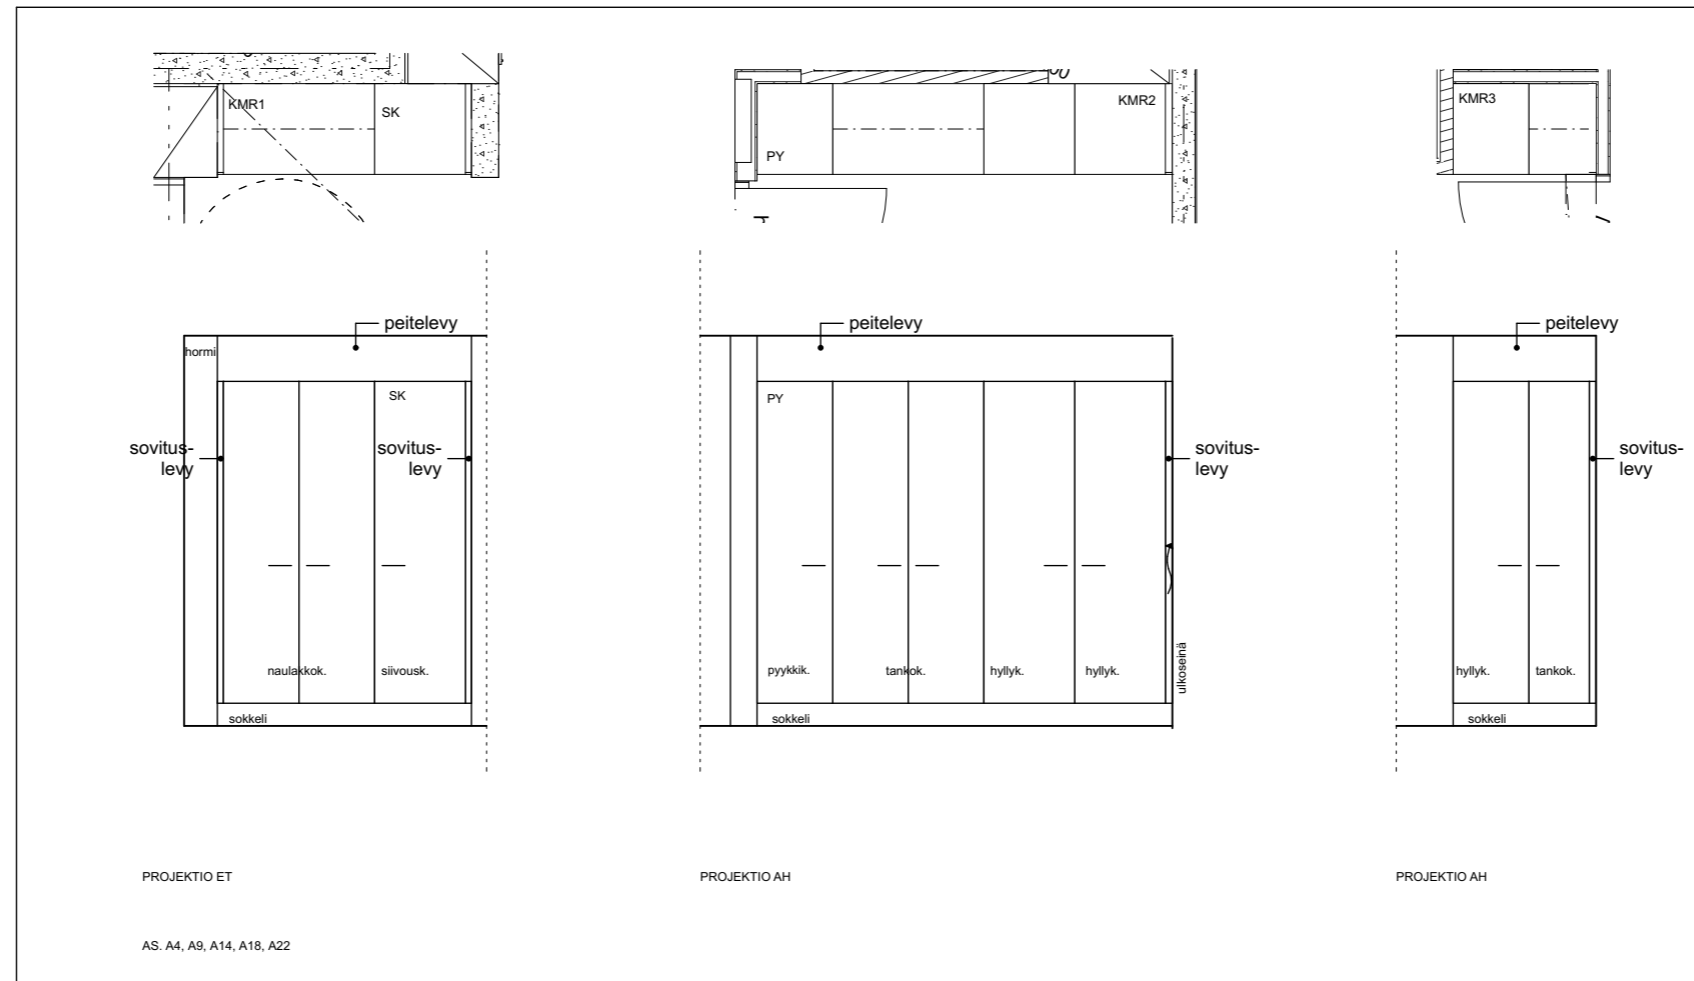 KMR1
SK
PY
KMR2
KMR3
peitelevy
hormi
SK
sovitus-
levy
sovitus-
levy
naulakkok.
siivousk.
sokkeli
peitelevy
PY
sovitus-
levy
pyykkik.
tankok.
hyllyk.
hyllyk.
ulkoseinä
sokkeli
peitelevy
sovitus-
levy
hyllyk.
tankok.
sokkeli
PROJEKTIO ET
PROJEKTIO AH
PROJEKTIO AH
AS. A4, A9, A14, A18, A22